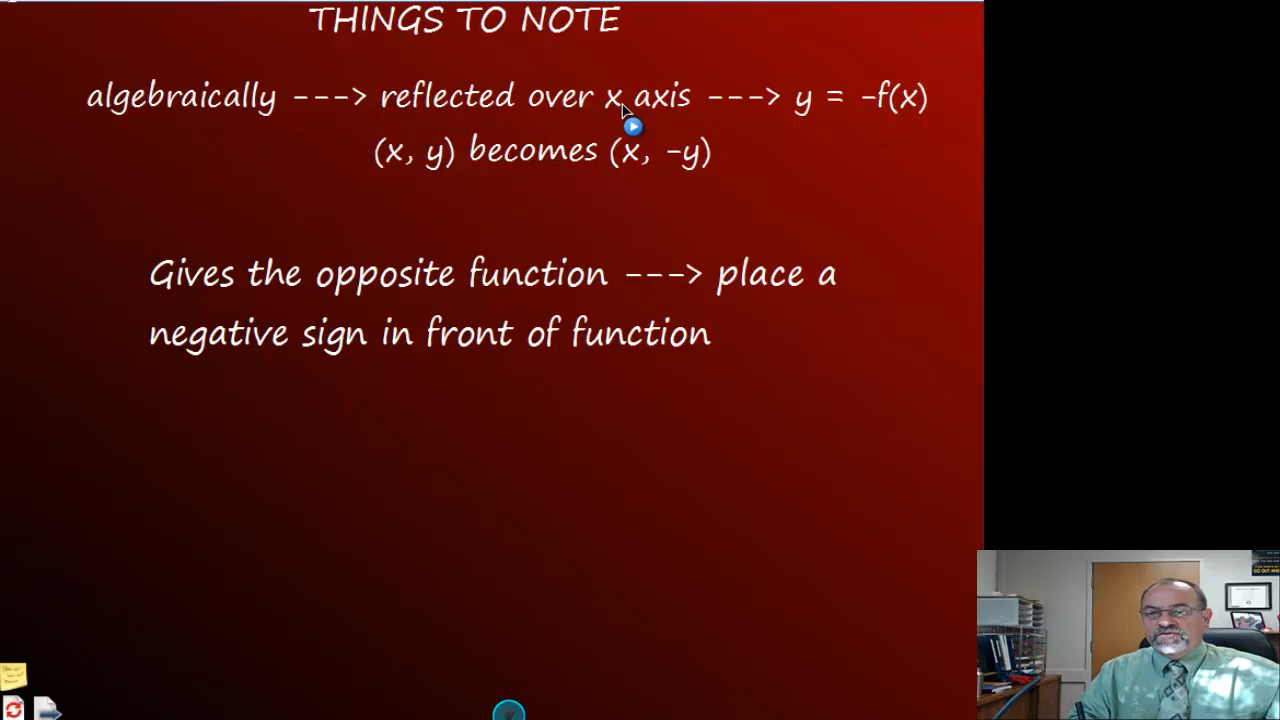 THINGS TO NOTE
algebraically ---> reflected over x axis ---> y = -f(x)
(x, y) becomes (x, -y)
Gives the opposite function ---> place a
negative sign in front of function